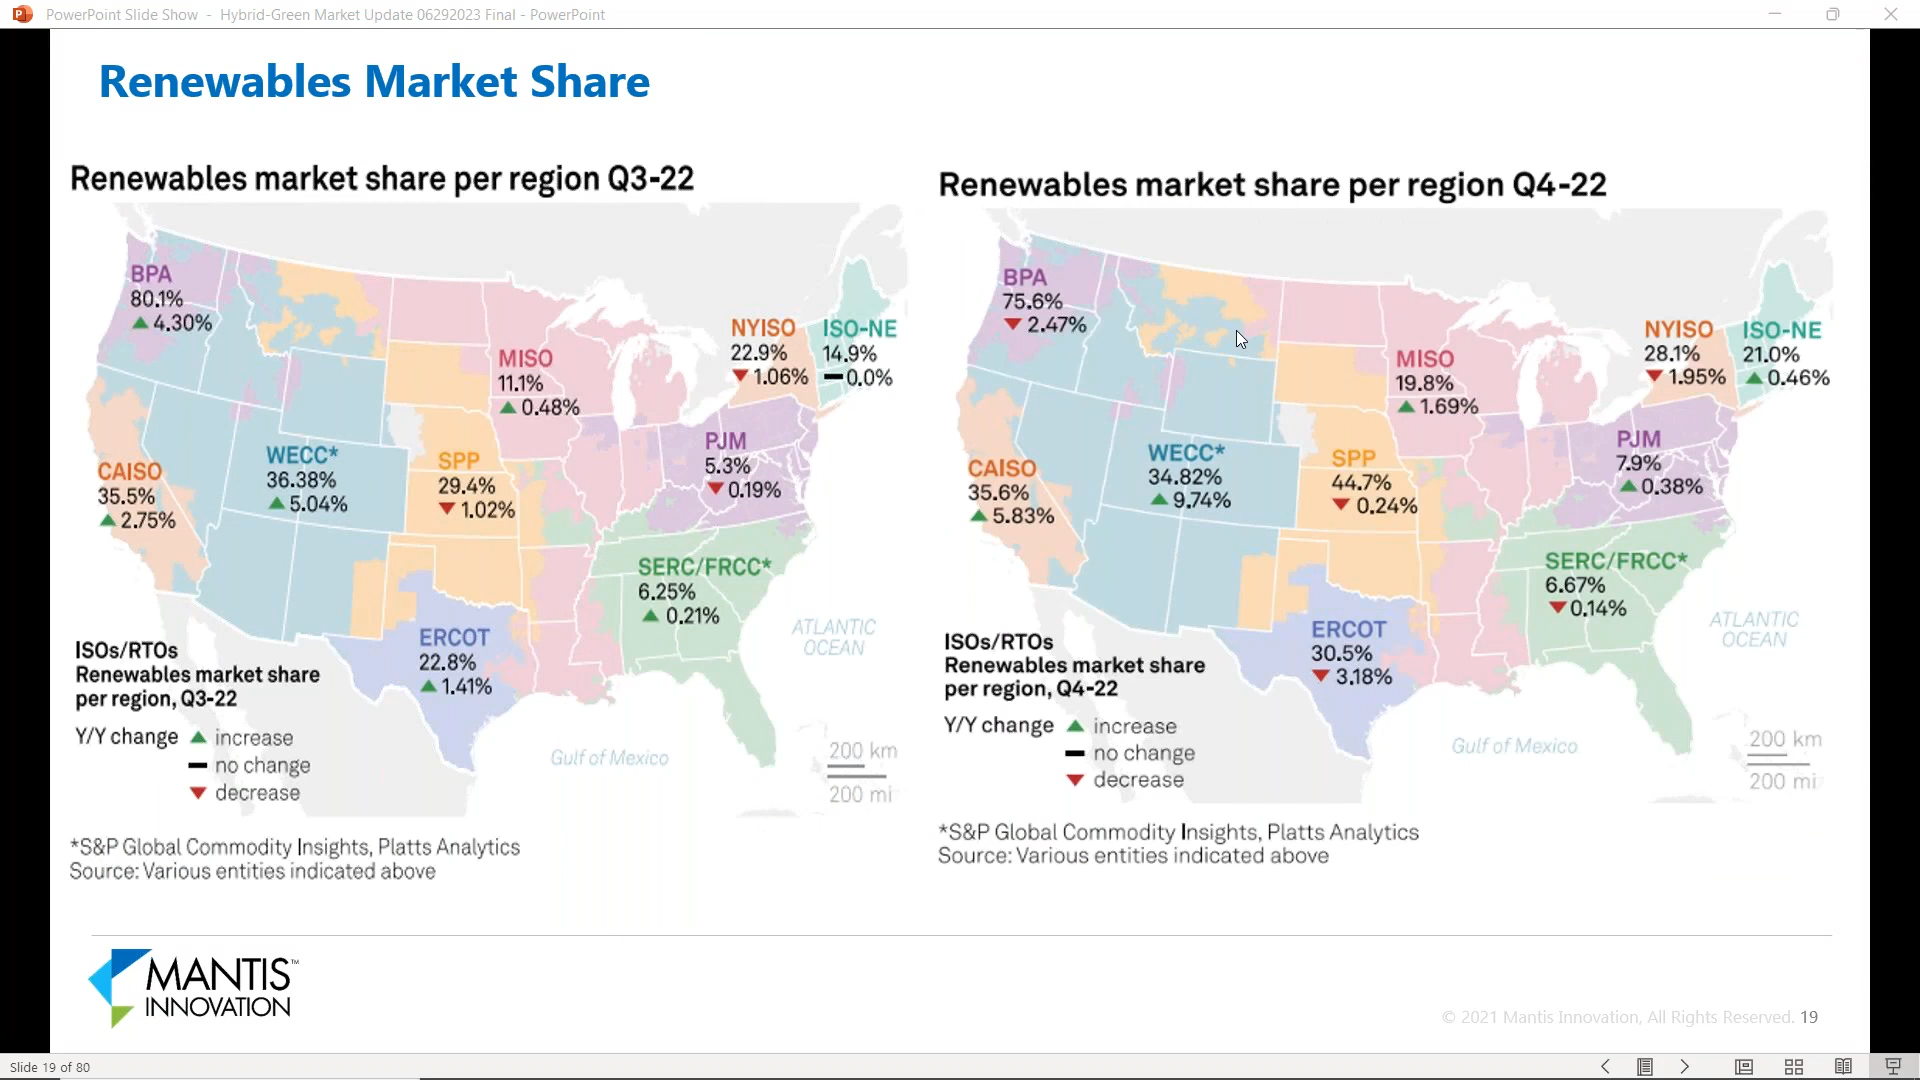 PowerPoint Slide Show - Hybrid-Green Market Update 06292023 Final - PowerPoint
Renewables Market Share
Renewables market share per region Q3-22
BPA
80.1%
▲ 4.30%
NYISO
22.9%
▼ 1.06%
ISO-NE
14.9%
▬ 0.0%
MISO
11.1%
▲ 0.48%
PJM
5.3%
▼ 0.19%
WECC*
36.38%
▲ 5.04%
SPP
29.4%
▼ 1.02%
CAISO
35.5%
▲ 2.75%
SERC/FRCC*
6.25%
▲ 0.21%
ERCOT
22.8%
▲ 1.41%
ATLANTIC
OCEAN
Gulf of Mexico
ISOs/RTOs
Renewables market share
per region, Q3-22
Y/Y change ▲ increase
▬ no change
▼ decrease
200 km
200 mi
*S&P Global Commodity Insights, Platts Analytics
Source: Various entities indicated above
Renewables market share per region Q4-22
BPA
75.6%
▼ 2.47%
NYISO
28.1%
▼ 1.95%
ISO-NE
21.0%
▲ 0.46%
MISO
19.8%
▲ 1.69%
PJM
7.9%
▲ 0.38%
WECC*
34.82%
▲ 9.74%
SPP
44.7%
▼ 0.24%
CAISO
35.6%
▲ 5.83%
SERC/FRCC*
6.67%
▼ 0.14%
ERCOT
30.5%
▼ 3.18%
ATLANTIC
OCEAN
Gulf of Mexico
ISOs/RTOs
Renewables market share
per region, Q4-22
Y/Y change ▲ increase
▬ no change
▼ decrease
200 km
200 mi
*S&P Global Commodity Insights, Platts Analytics
Source: Various entities indicated above
MANTIS™
INNOVATION
© 2021 Mantis Innovation, All Rights Reserved. 19
Slide 19 of 80